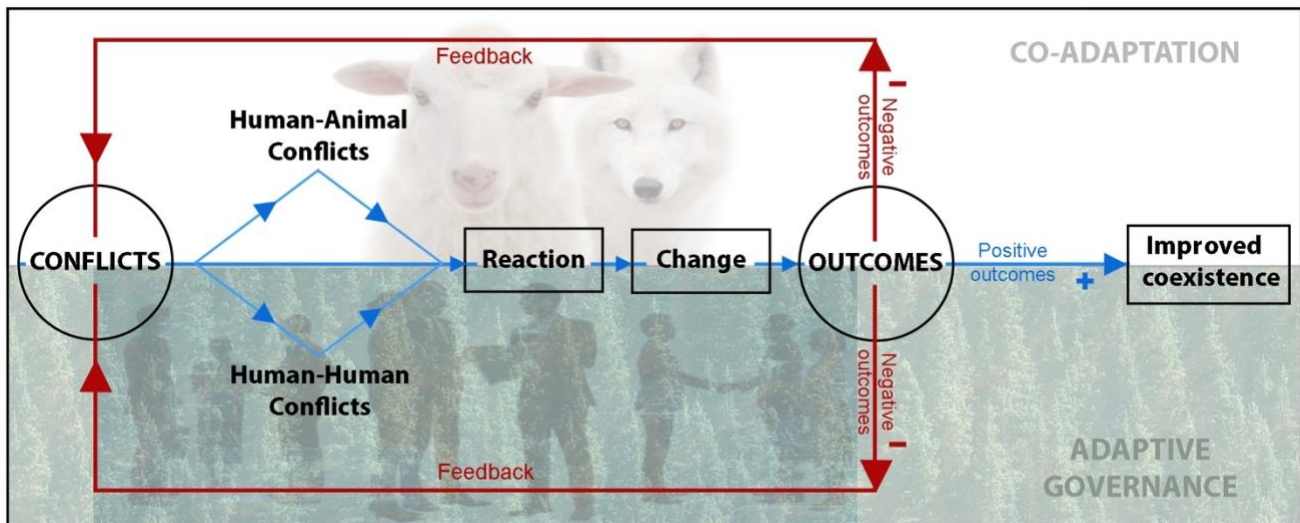 Feedback
CO-ADAPTATION
Human-Animal
Conflicts
Negative
outcomes
CONFLICTS
Reaction
Change
OUTCOMES
Positive
outcomes
+
Improved
coexistence
Human-Human
Conflicts
Negative
outcomes
Feedback
ADAPTIVE
GOVERNANCE